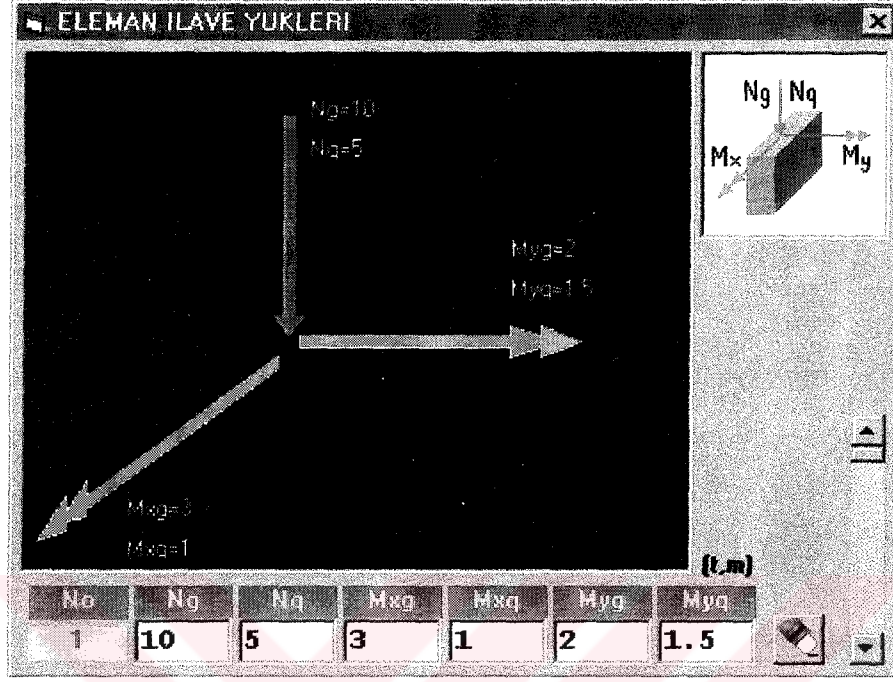 ELEMAN ILAVE YUKLERI
Ng=10
Nq=5
Myg=2
Myq=1.5
Mxg=3
Mxq=1
Ng Nq
Mx My
(t,m)
No Ng Nq Mxg Mxq Myg Myq
1 10 5 3 1 2 1.5